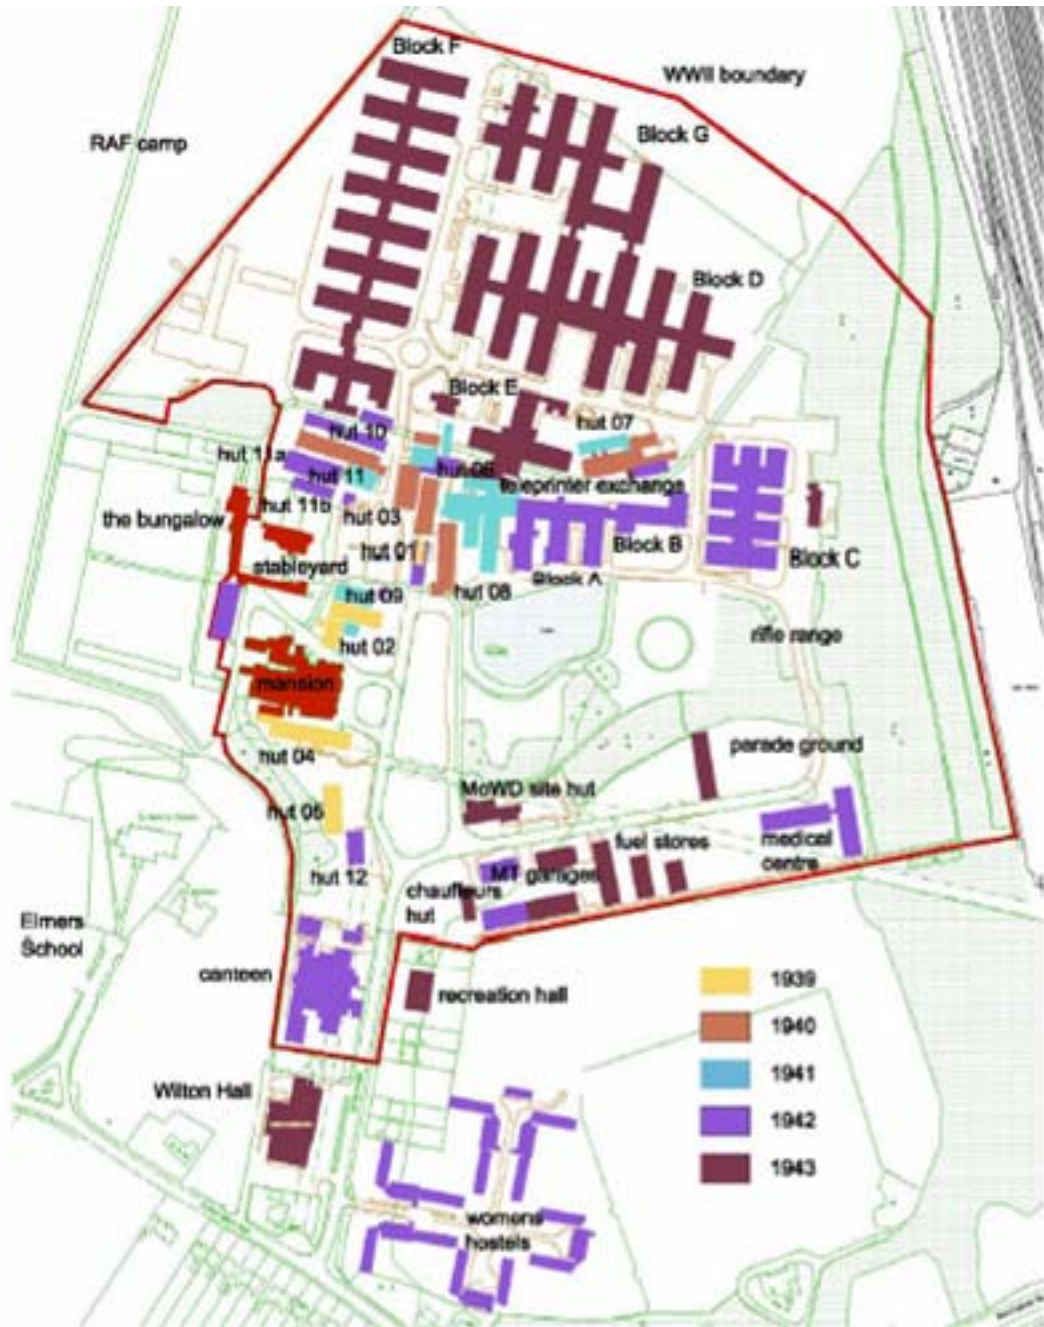 Block F
WWII boundary
Block G
RAF camp
Block D
Block E
hut 10
hut 07
hut 11a
hut 11
hut 06
teleprinter exchange
hut 11b
hut 03
the bungalow
hut 01
Block B
Block C
stableyard
Block A
hut 09
hut 08
hut 02
rifle range
mansion
hut 04
parade ground
MoWD site hut
hut 05
fuel stores
medical
centre
hut 12
MT garages
chauffeurs
hut
Elmers
School
canteen
recreation hall
1939
1940
1941
1942
1943
Wilton Hall
womens
hostels